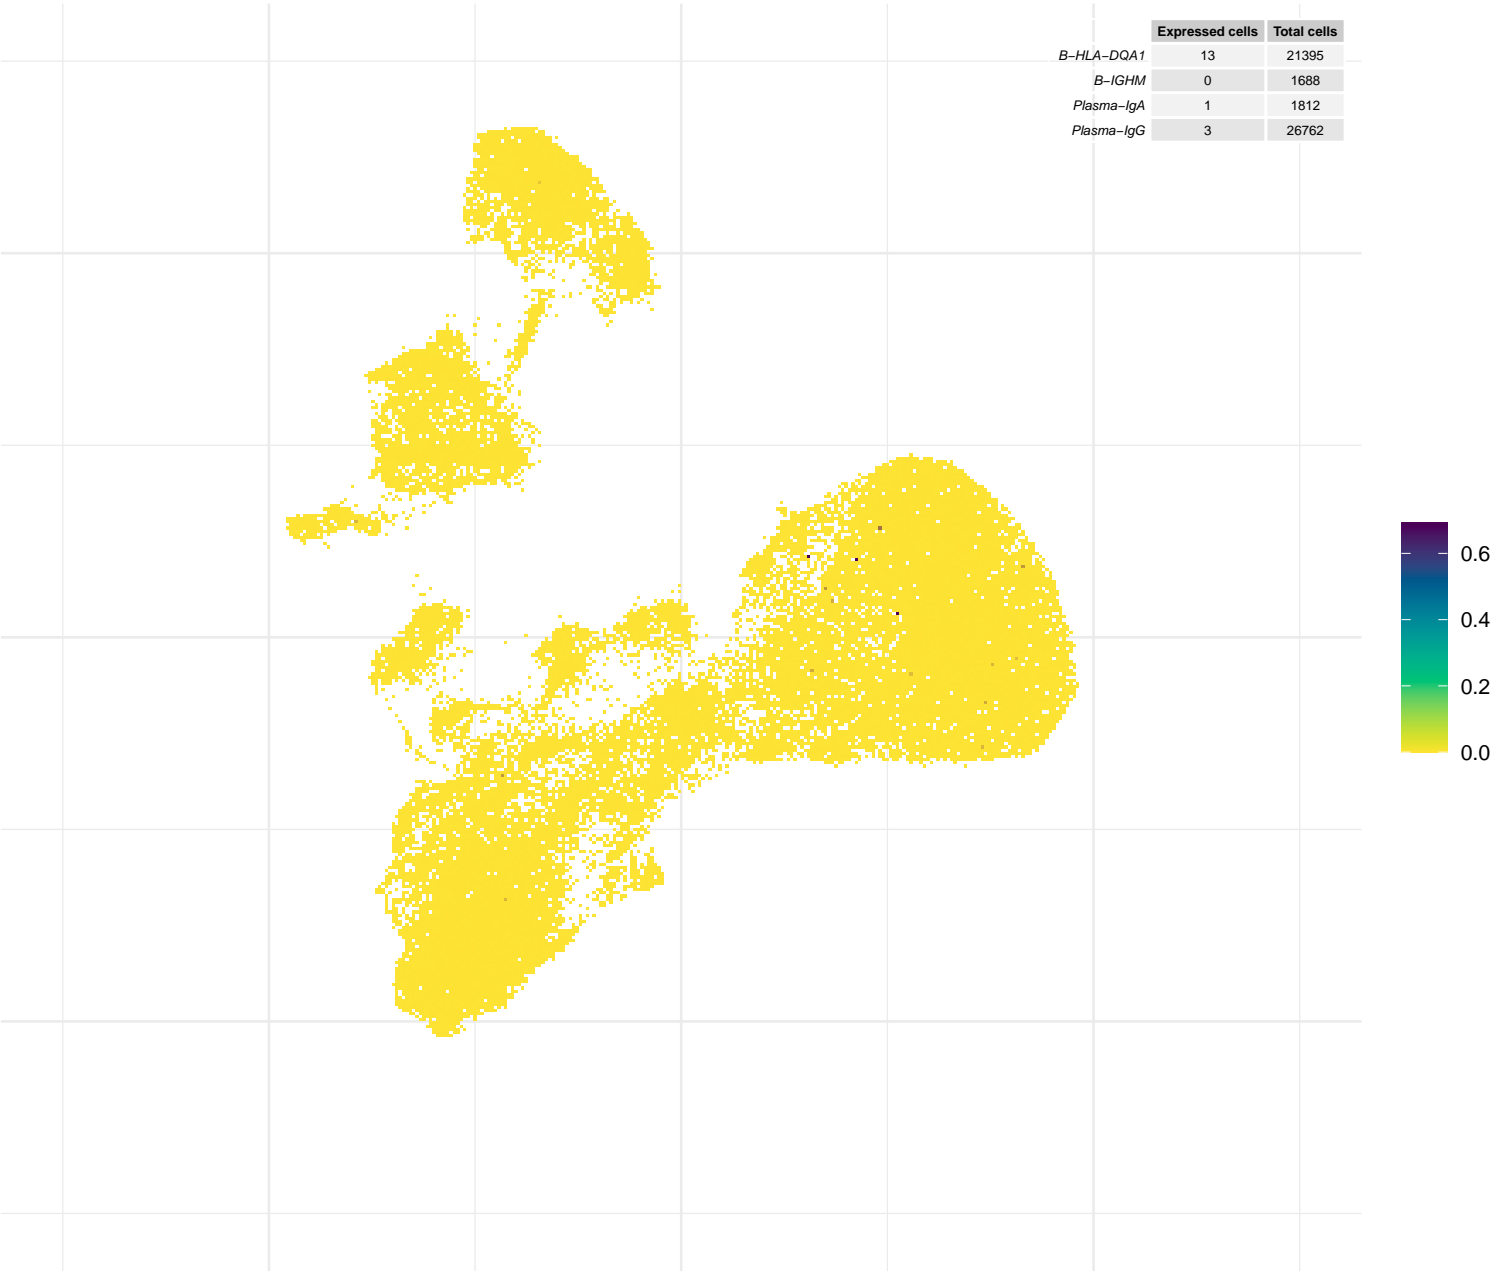 Expressed cells Total cells
B-HLA-DQA1 13 21395
B-IGHM 0 1688
Plasma-IgA 1 1812
Plasma-IgG 3 26762
0.6
0.4
0.2
0.0